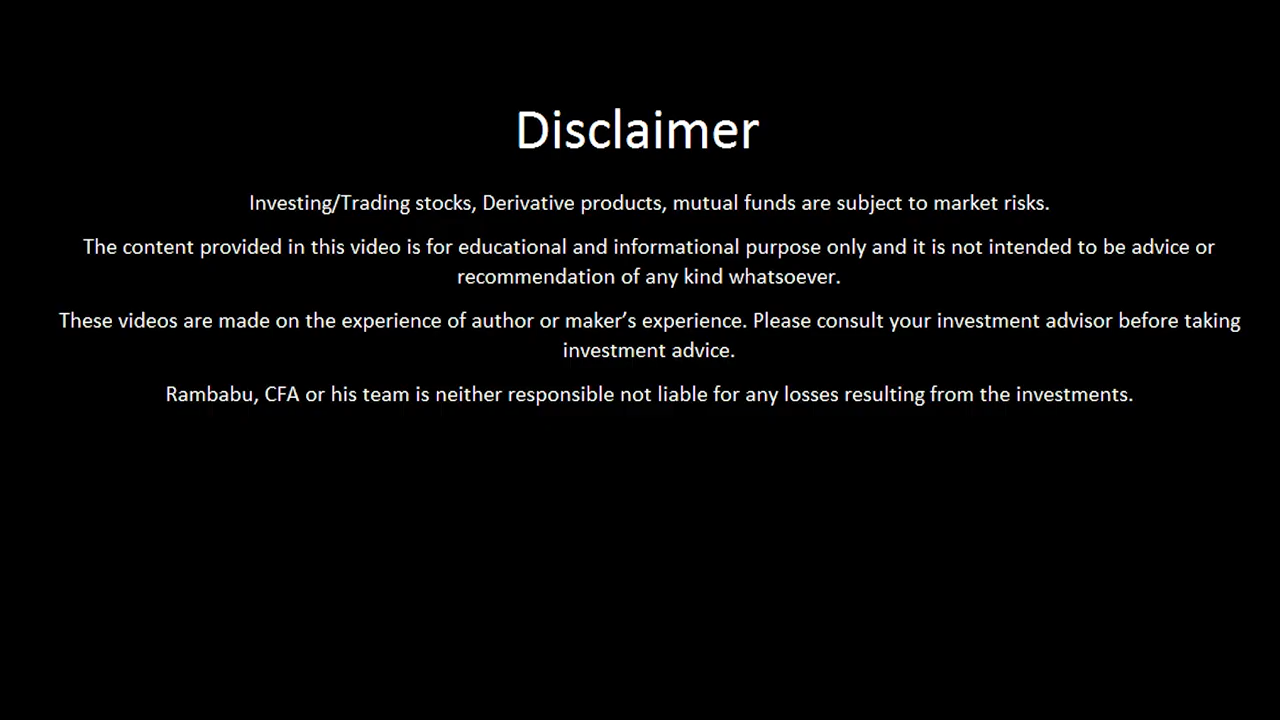 Disclaimer
Investing/Trading stocks, Derivative products, mutual funds are subject to market risks.
The content provided in this video is for educational and informational purpose only and it is not intended to be advice or
recommendation of any kind whatsoever.
These videos are made on the experience of author or maker’s experience. Please consult your investment advisor before taking
investment advice.
Rambabu, CFA or his team is neither responsible not liable for any losses resulting from the investments.